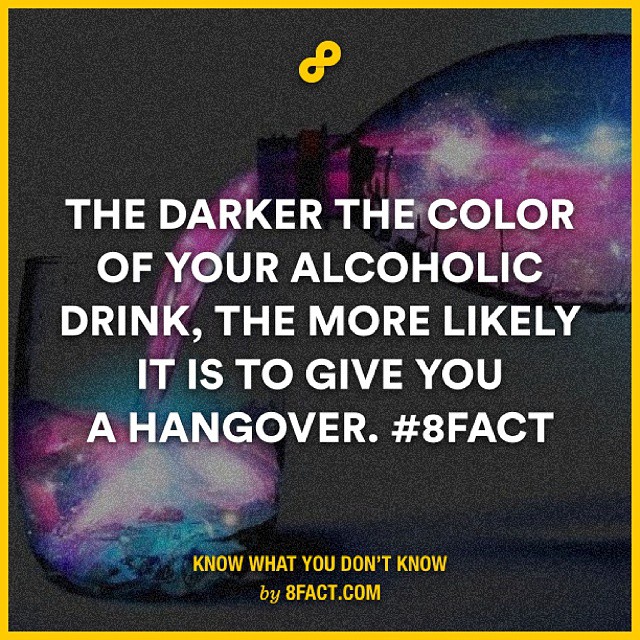 THE DARKER THE COLOR
OF YOUR ALCOHOLIC
DRINK, THE MORE LIKELY
IT IS TO GIVE YOU
A HANGOVER. #8FACT
KNOW WHAT YOU DON'T KNOW
by 8FACT.COM